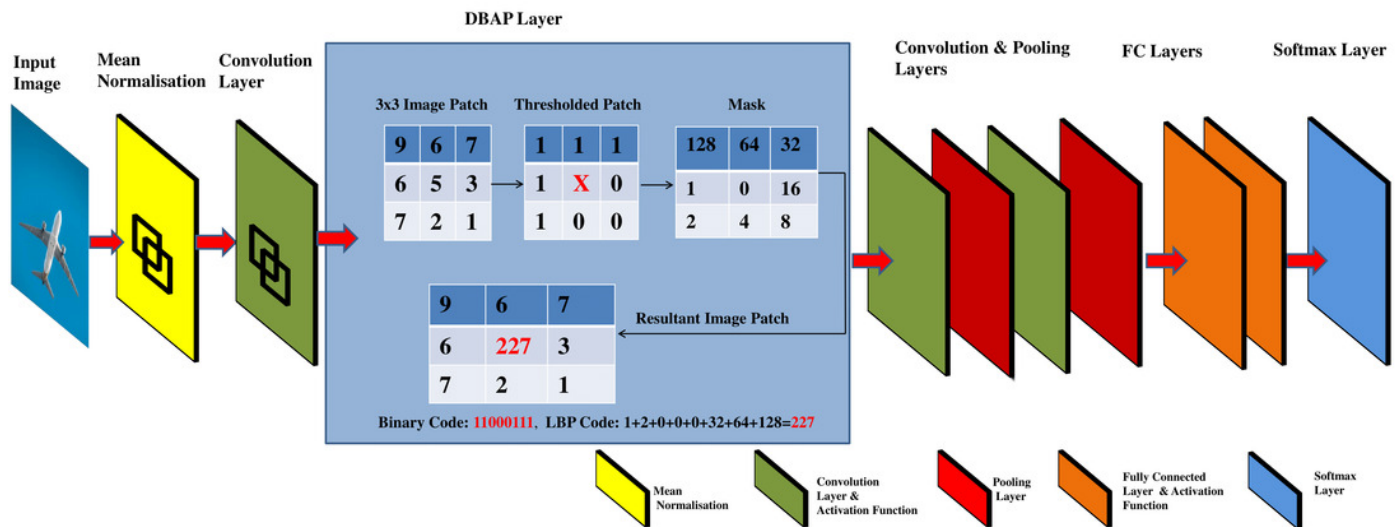 DBAP Layer
Input
Image
Mean
Normalisation
Convolution
Layer
Convolution & Pooling
Layers
FC Layers
Softmax Layer
3x3 Image Patch
Thresholded Patch
Mask
9 6 7
6 5 3
7 2 1
1 1 1
1 X 0
1 0 0
128 64 32
1 0 16
2 4 8
Resultant Image Patch
9 6 7
6 227 3
7 2 1
Binary Code: 11000111, LBP Code: 1+2+0+0+0+32+64+128=227
Mean
Normalisation
Convolution
Layer &
Activation Function
Pooling
Layer
Fully Connected
Layer & Activation
Function
Softmax
Layer